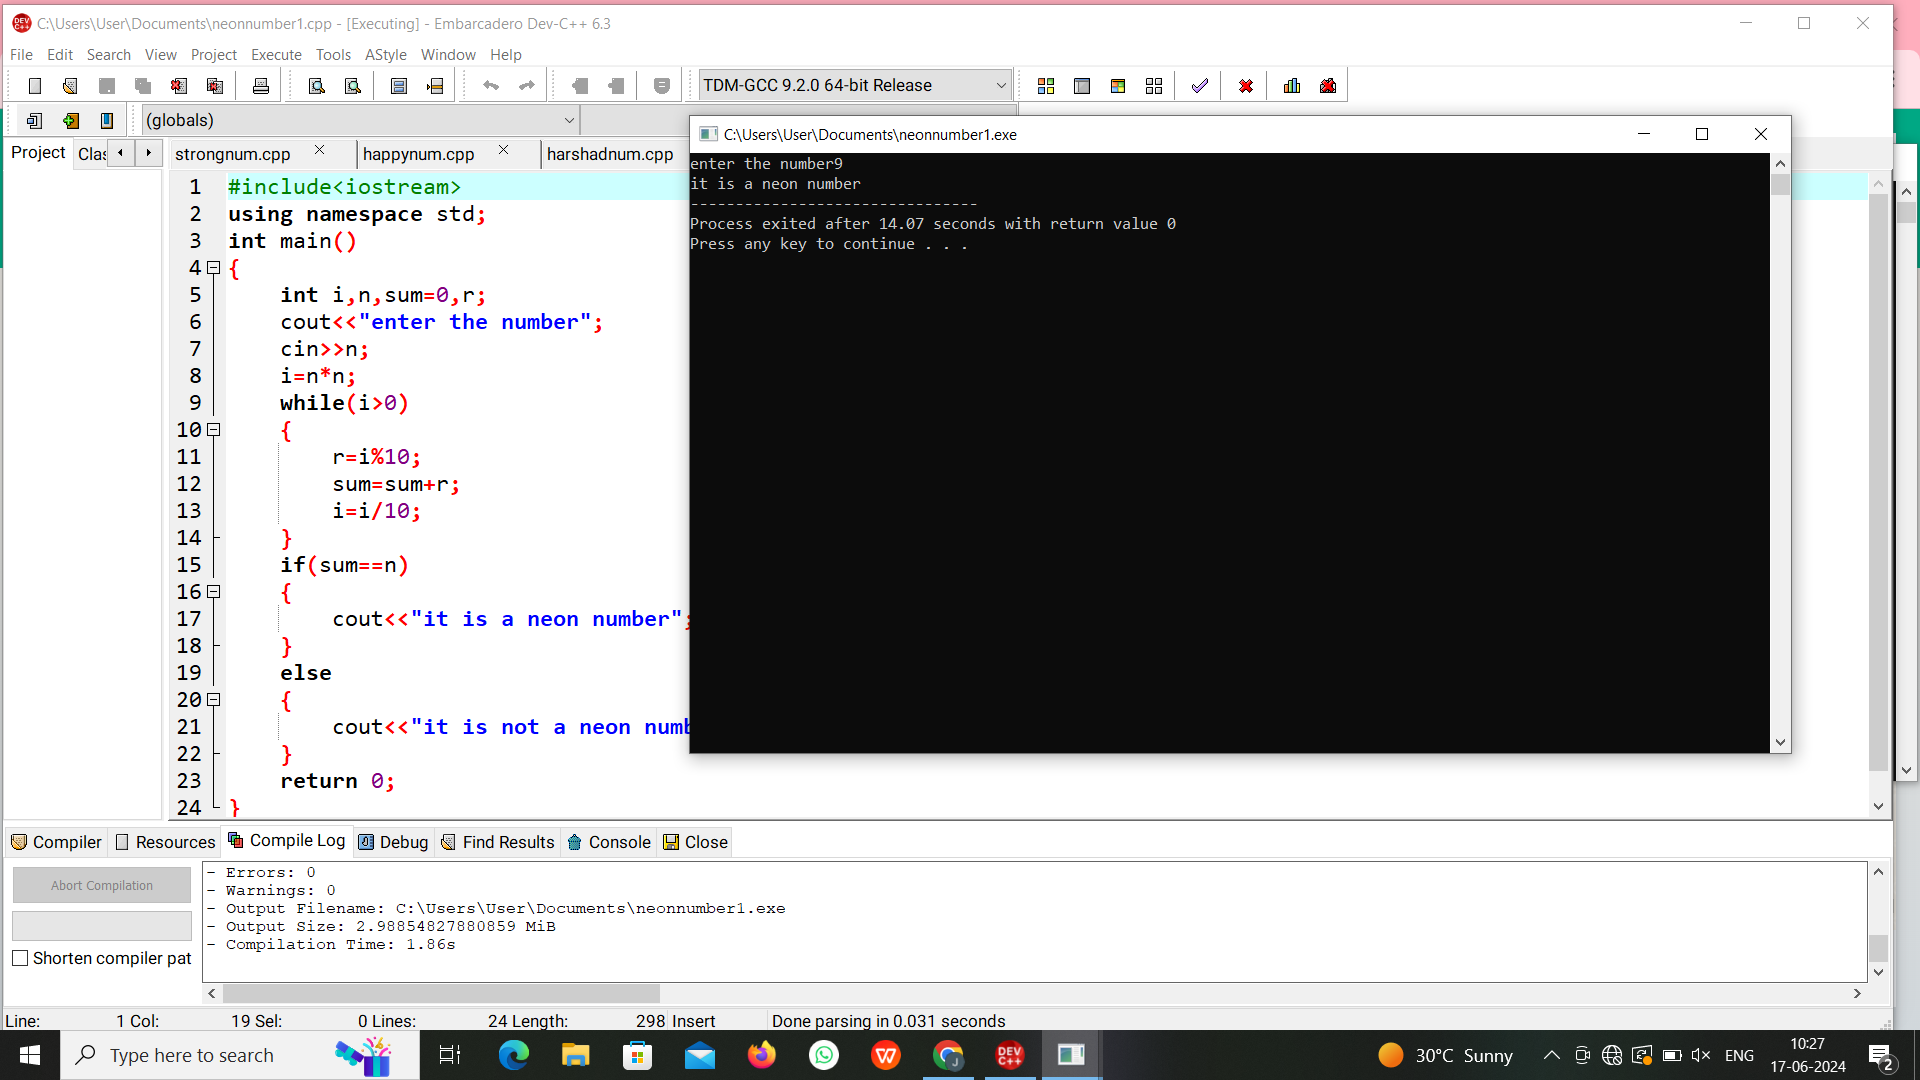 C:\Users\User\Documents\neonnumber1.cpp - [Executing] - Embarcadero Dev-C++ 6.3
File Edit Search View Project Execute Tools AStyle Window Help
TDM-GCC 9.2.0 64-bit Release
(globals)
Project Clas
strongnum.cpp happynum.cpp harshadnum.cpp
1 #include<iostream>
2 using namespace std;
3 int main()
4 {
5 int i,n,sum=0,r;
6 cout<<"enter the number";
7 cin>>n;
8 i=n*n;
9 while(i>0)
10 {
11 r=i%10;
12 sum=sum+r;
13 i=i/10;
14 }
15 if(sum==n)
16 {
17 cout<<"it is a neon number";
18 }
19 else
20 {
21 cout<<"it is not a neon numb
22 }
23 return 0;
24 }
C:\Users\User\Documents\neonnumber1.exe
enter the number9
it is a neon number
--------------------------------
Process exited after 14.07 seconds with return value 0
Press any key to continue . . .
Compiler Resources Compile Log Debug Find Results Console Close
Abort Compilation
Shorten compiler pat
- Errors: 0
- Warnings: 0
- Output Filename: C:\Users\User\Documents\neonnumber1.exe
- Output Size: 2.98854827880859 MiB
- Compilation Time: 1.86s
Line: 1 Col: 19 Sel: 0 Lines: 24 Length: 298 Insert Done parsing in 0.031 seconds
Type here to search
30°C Sunny
ENG
10:27
17-06-2024
2